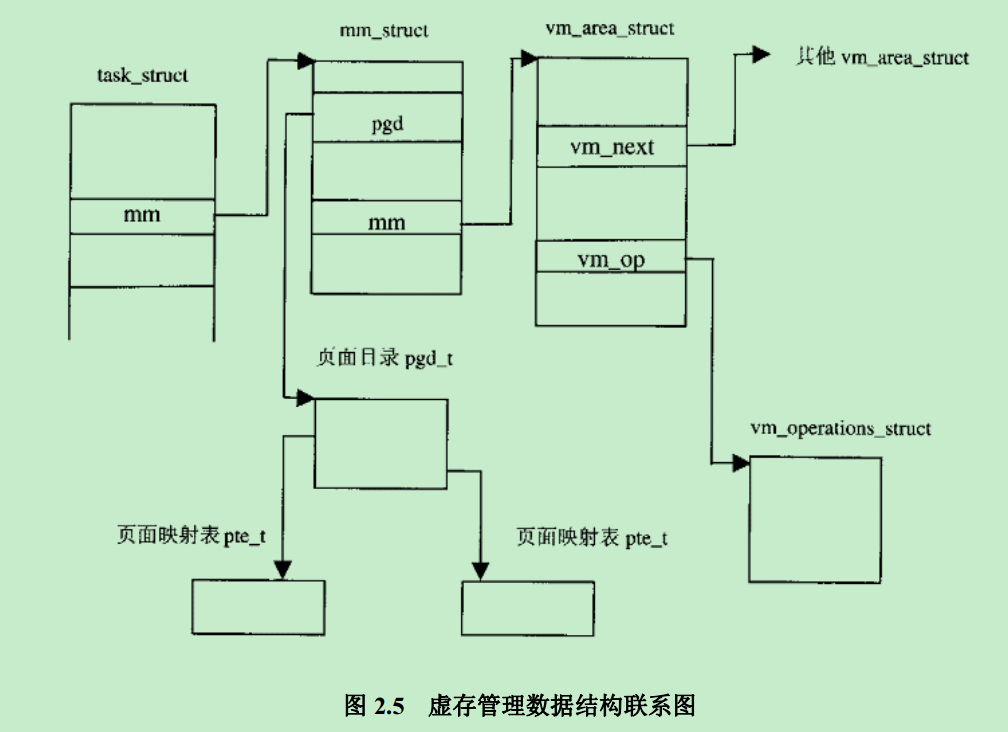 mm_struct
vm_area_struct
其他 vm_area_struct
task_struct
pgd
vm_next
mm
mm
vm_op
页面目录 pgd_t
vm_operations_struct
页面映射表 pte_t
页面映射表 pte_t
图 2.5 虚存管理数据结构联系图